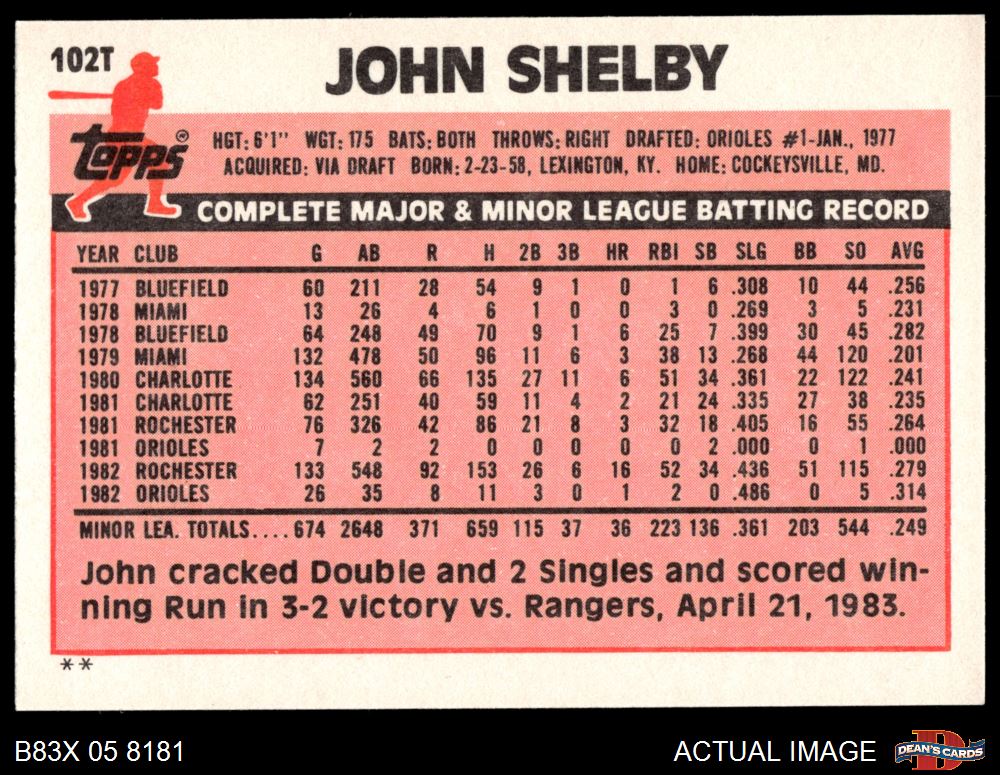 102T
JOHN SHELBY
Topps®
HGT: 6'1" WGT: 175 BATS: BOTH THROWS: RIGHT DRAFTED: ORIOLES #1-JAN., 1977
ACQUIRED: VIA DRAFT BORN: 2-23-58, LEXINGTON, KY. HOME: COCKEYSVILLE, MD.
COMPLETE MAJOR & MINOR LEAGUE BATTING RECORD
YEAR CLUB G AB R H 2B 3B HR RBI SB SLG BB SO AVG
1977 BLUEFIELD 60 211 28 54 9 1 0 1 6 .308 10 44 .256
1978 MIAMI 13 26 4 6 1 0 0 3 0 .269 3 5 .231
1978 BLUEFIELD 64 248 49 70 9 1 6 25 7 .399 30 45 .282
1979 MIAMI 132 478 50 96 11 6 3 38 13 .268 44 120 .201
1980 CHARLOTTE 134 560 66 135 27 11 6 51 34 .361 22 122 .241
1981 CHARLOTTE 62 251 40 59 11 4 2 21 24 .335 27 38 .235
1981 ROCHESTER 76 326 42 86 21 8 3 32 18 .405 16 55 .264
1981 ORIOLES 7 2 2 0 0 0 0 0 2 .000 0 1 .000
1982 ROCHESTER 133 548 92 153 26 6 16 52 34 .436 51 115 .279
1982 ORIOLES 26 35 8 11 3 0 1 2 0 .486 0 5 .314
MINOR LEA. TOTALS.... 674 2648 371 659 115 37 36 223 136 .361 203 544 .249
John cracked Double and 2 Singles and scored win-
ning Run in 3-2 victory vs. Rangers, April 21, 1983.
**
B83X 05 8181 ACTUAL IMAGE DEAN'S CARDS